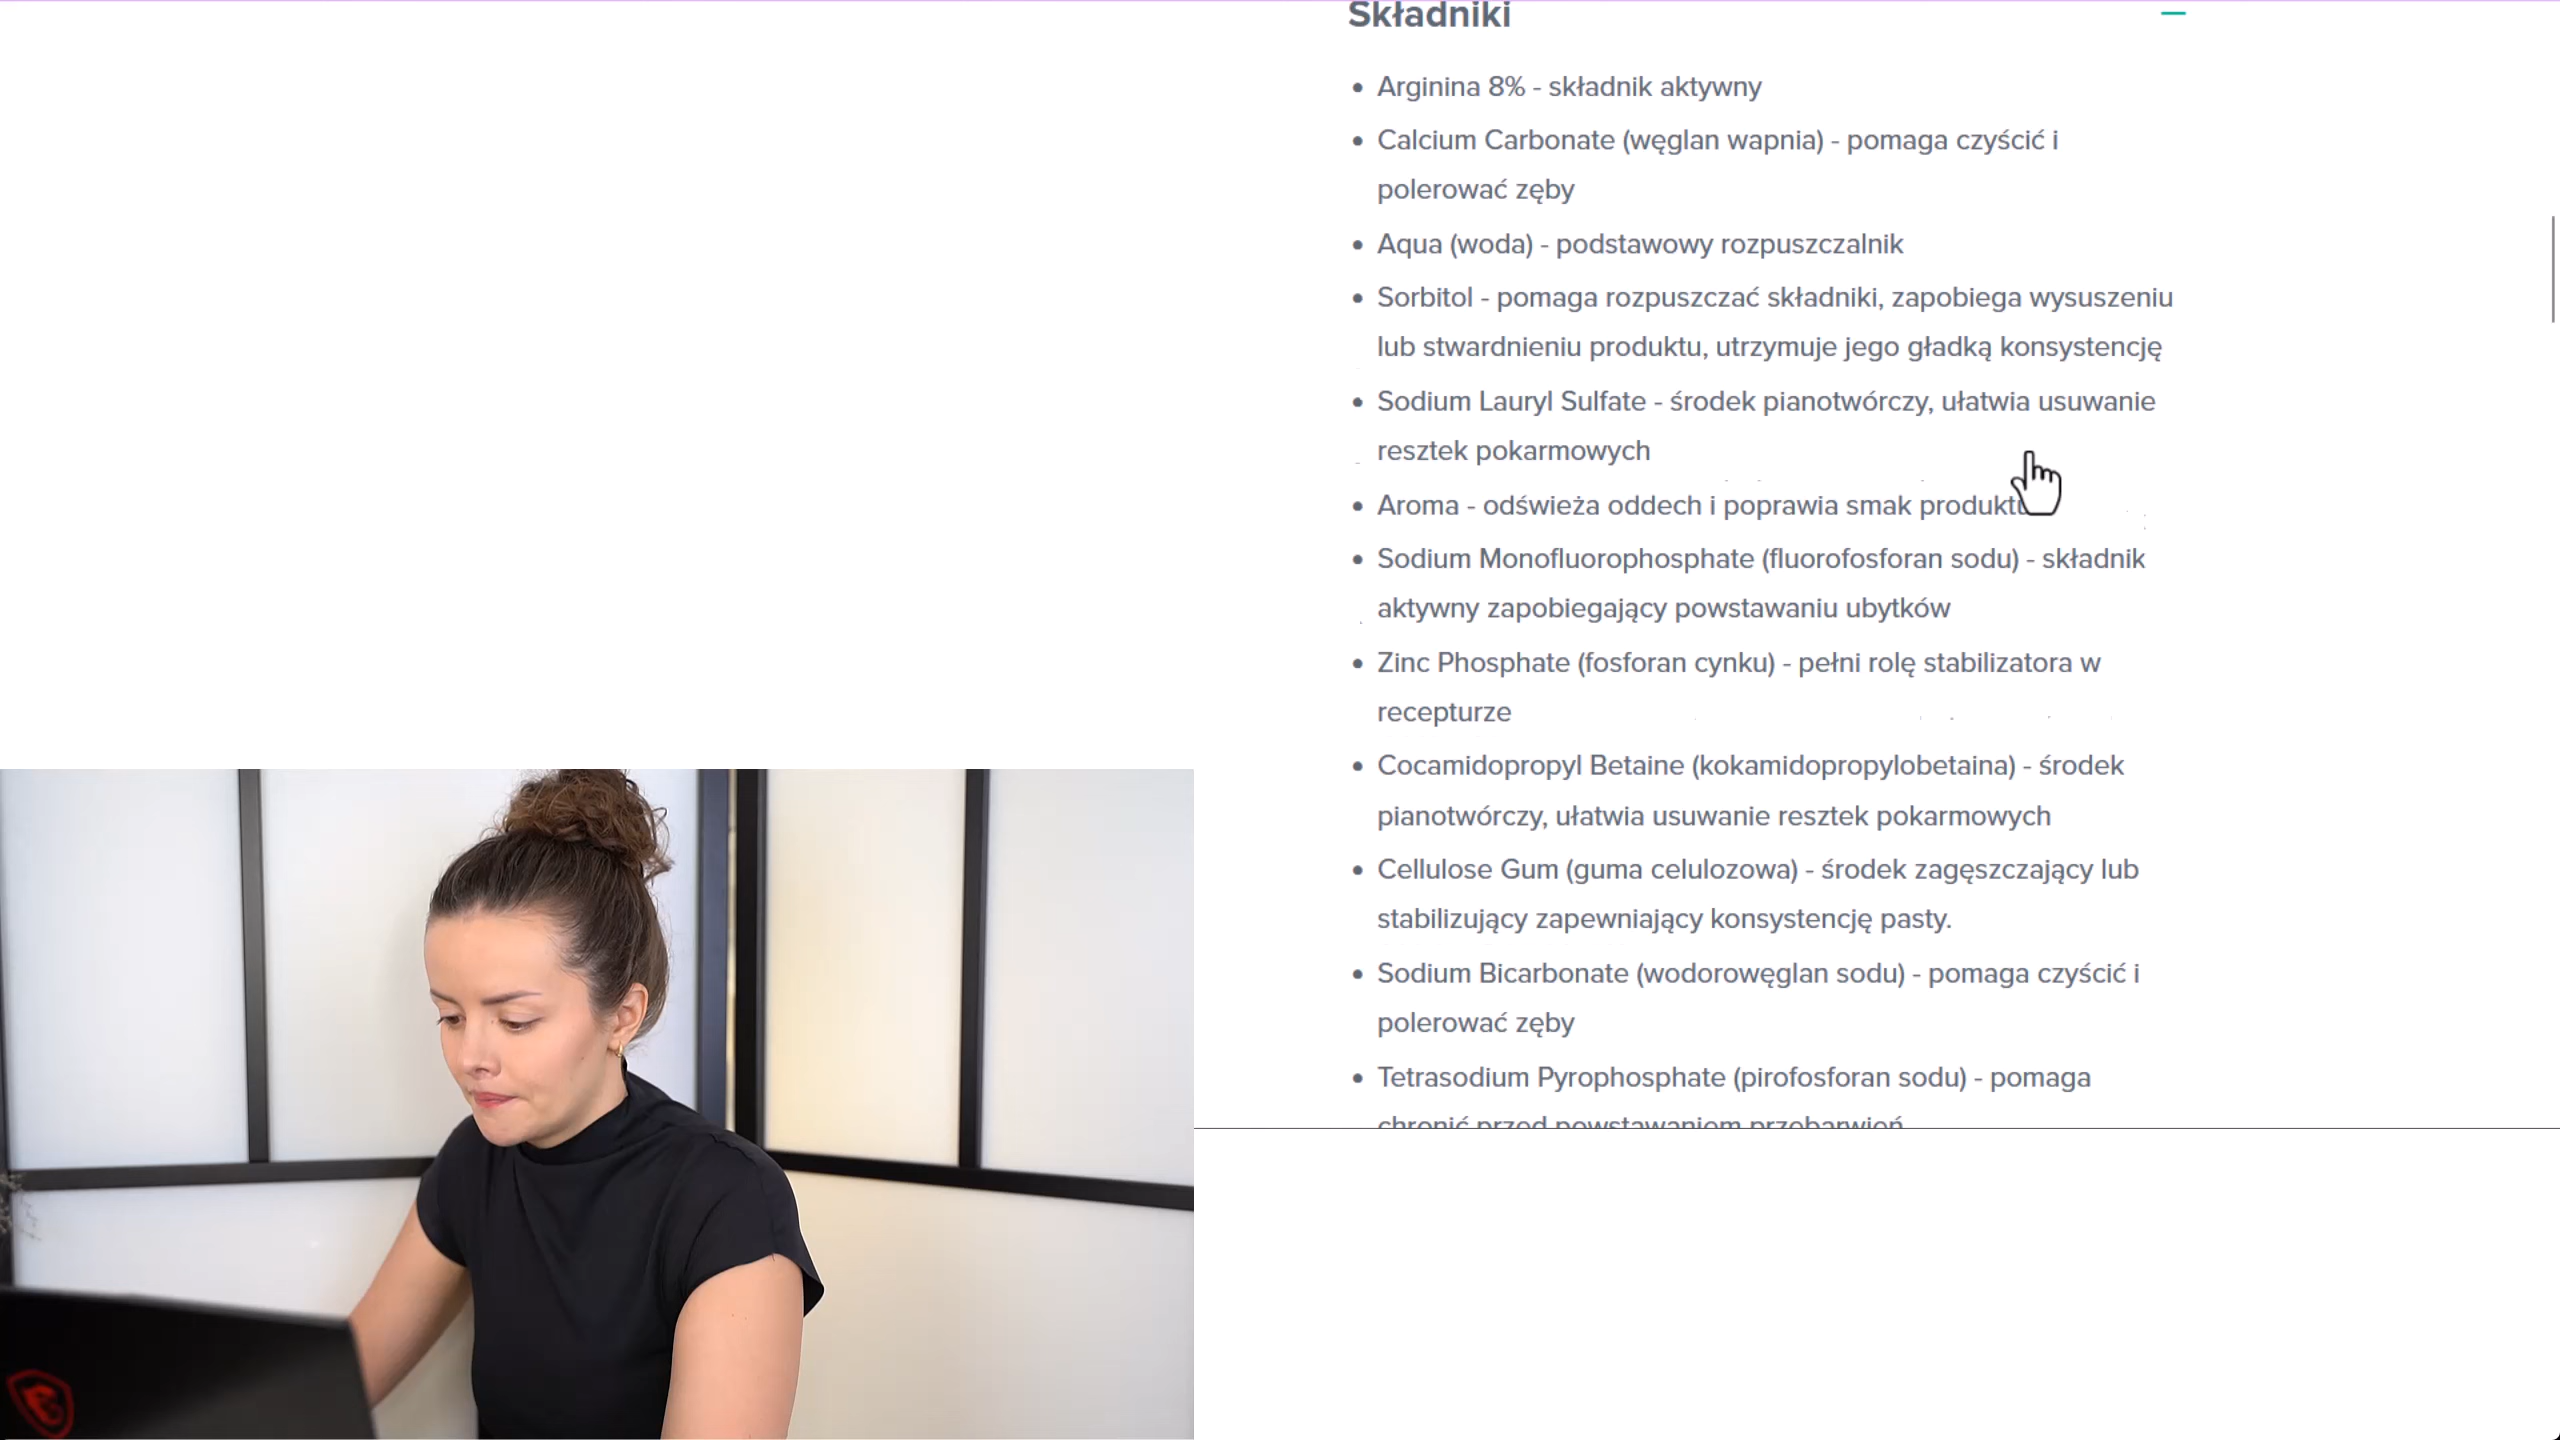 Składniki
Arginina 8% - składnik aktywny
Calcium Carbonate (węglan wapnia) - pomaga czyścić i
polerować zęby
Aqua (woda) - podstawowy rozpuszczalnik
Sorbitol - pomaga rozpuszczać składniki, zapobiega wysuszeniu
lub stwardnieniu produktu, utrzymuje jego gładką konsystencję
Sodium Lauryl Sulfate - środek pianotwórczy, ułatwia usuwanie
resztek pokarmowych
Aroma - odświeża oddech i poprawia smak produktu
Sodium Monofluorophosphate (fluorofosforan sodu) - składnik
aktywny zapobiegający powstawaniu ubytków
Zinc Phosphate (fosforan cynku) - pełni rolę stabilizatora w
recepturze
Cocamidopropyl Betaine (kokamidopropylobetaina) - środek
pianotwórczy, ułatwia usuwanie resztek pokarmowych
Cellulose Gum (guma celulozowa) - środek zagęszczający lub
stabilizujący zapewniający konsystencję pasty.
Sodium Bicarbonate (wodorowęglan sodu) - pomaga czyścić i
polerować zęby
Tetrasodium Pyrophosphate (pirofosforan sodu) - pomaga
chronić przed powstawaniem przebarwień